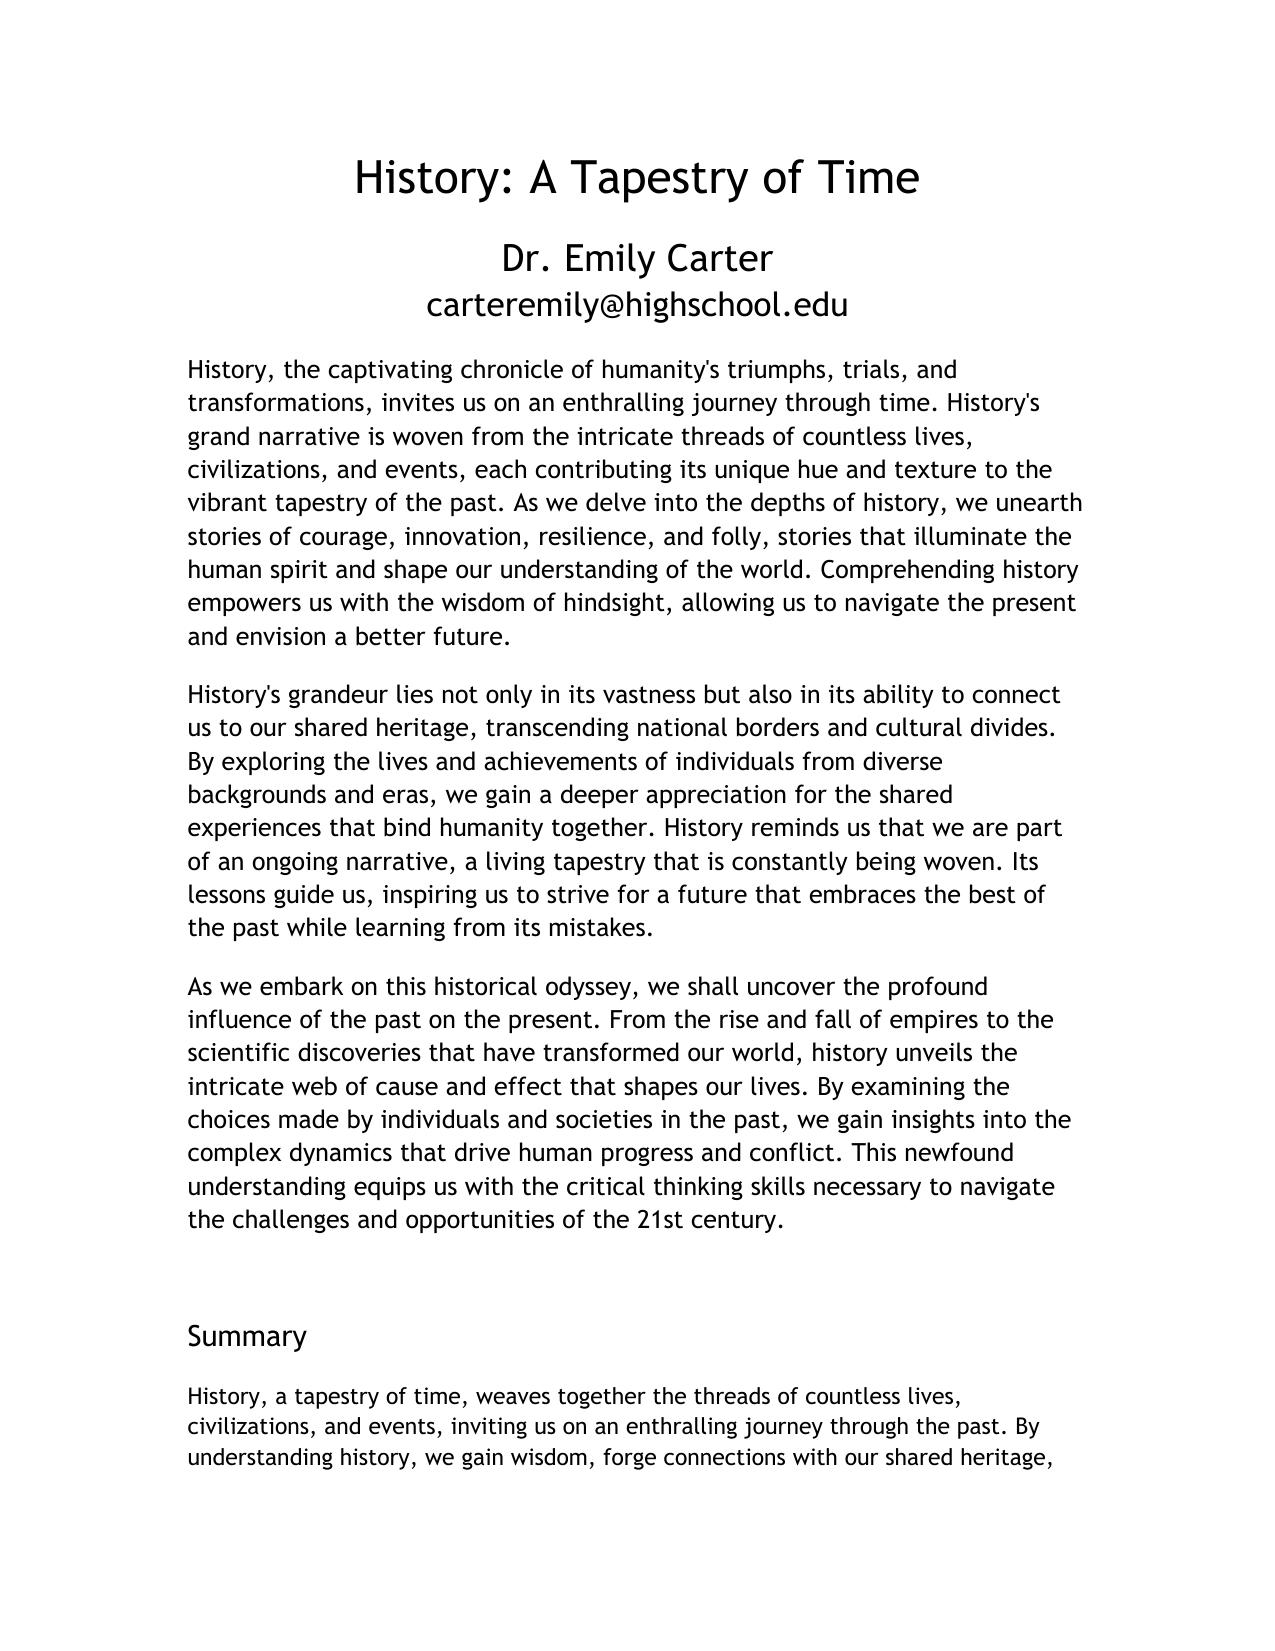 History: A Tapestry of Time
Dr. Emily Carter
carteremily@highschool.edu
History, the captivating chronicle of humanity's triumphs, trials, and
transformations, invites us on an enthralling journey through time. History's
grand narrative is woven from the intricate threads of countless lives,
civilizations, and events, each contributing its unique hue and texture to the
vibrant tapestry of the past. As we delve into the depths of history, we unearth
stories of courage, innovation, resilience, and folly, stories that illuminate the
human spirit and shape our understanding of the world. Comprehending history
empowers us with the wisdom of hindsight, allowing us to navigate the present
and envision a better future.
History's grandeur lies not only in its vastness but also in its ability to connect
us to our shared heritage, transcending national borders and cultural divides.
By exploring the lives and achievements of individuals from diverse
backgrounds and eras, we gain a deeper appreciation for the shared
experiences that bind humanity together. History reminds us that we are part
of an ongoing narrative, a living tapestry that is constantly being woven. Its
lessons guide us, inspiring us to strive for a future that embraces the best of
the past while learning from its mistakes.
As we embark on this historical odyssey, we shall uncover the profound
influence of the past on the present. From the rise and fall of empires to the
scientific discoveries that have transformed our world, history unveils the
intricate web of cause and effect that shapes our lives. By examining the
choices made by individuals and societies in the past, we gain insights into the
complex dynamics that drive human progress and conflict. This newfound
understanding equips us with the critical thinking skills necessary to navigate
the challenges and opportunities of the 21st century.
Summary
History, a tapestry of time, weaves together the threads of countless lives,
civilizations, and events, inviting us on an enthralling journey through the past. By
understanding history, we gain wisdom, forge connections with our shared heritage,